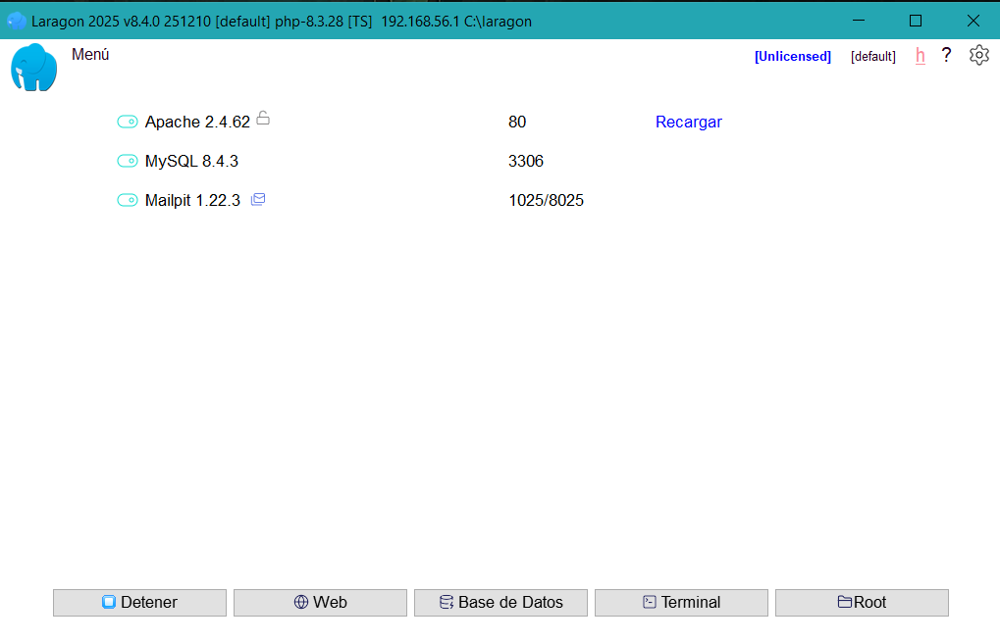 Laragon 2025 v8.4.0 251210 [default] php-8.3.28 [TS]  192.168.56.1 C:\laragon
Menú [Unlicensed] [default] h ?
Apache 2.4.62 80 Recargar
MySQL 8.4.3 3306
Mailpit 1.22.3 1025/8025
Detener Web Base de Datos Terminal Root